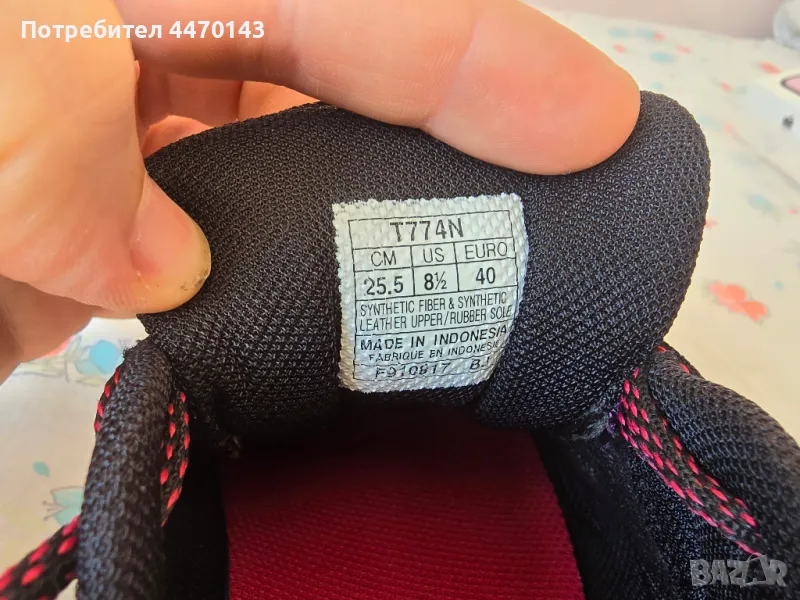 Потребител 4470143
T774N
CM US EURO
25.5 8½ 40
SYNTHETIC FIBER & SYNTHETIC
LEATHER UPPER/RUBBER SOLE
MADE IN INDONESIA
FABRIQUE EN INDONESIE
BAZAR